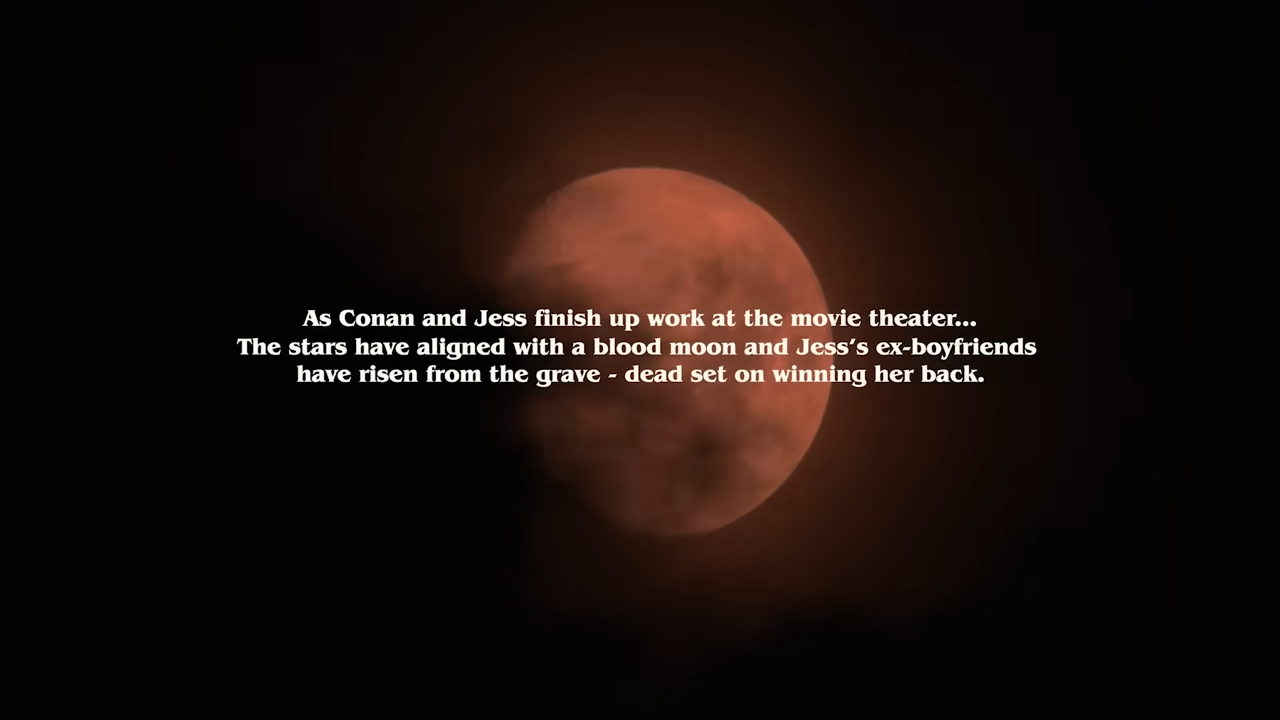 As Conan and Jess finish up work at the movie theater...
The stars have aligned with a blood moon and Jess's ex-boyfriends
have risen from the grave - dead set on winning her back.